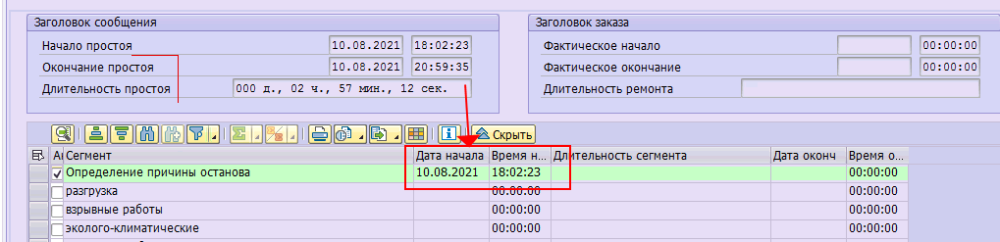 Заголовок сообщения
Начало простоя 10.08.2021 18:02:23
Окончание простоя 10.08.2021 20:59:35
Длительность простоя 000 д., 02 ч., 57 мин., 12 сек.
Заголовок заказа
Фактическое начало 00:00:00
Фактическое окончание 00:00:00
Длительность ремонта
Скрыть
Сегмент Дата начала Время н... Длительность сегмента Дата оконч Время о...
Определение причины останова 10.08.2021 18:02:23 00:00:00
разгрузка 00:00:00 00:00:00
взрывные работы 00:00:00 00:00:00
эколого-климатические 00:00:00 00:00:00